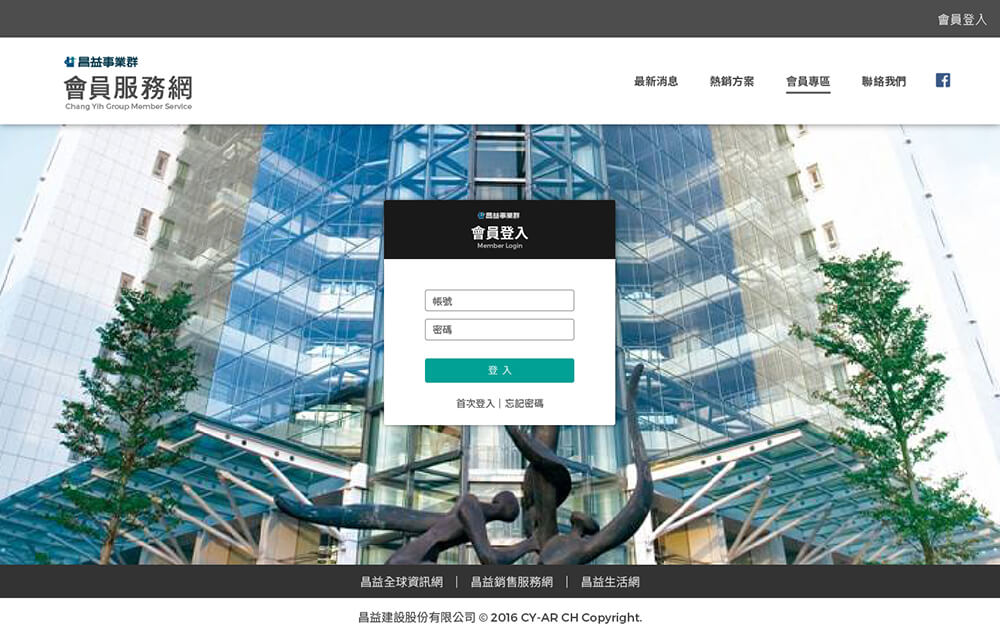 會員登入
昌益事業群
會員服務網
Chang Yih Group Member Service
最新消息 熱銷方案 會員專區 聯絡我們
昌益事業群
會員登入
Member Login
帳號
密碼
登 入
首次登入｜忘記密碼
昌益全球資訊網 ｜ 昌益銷售服務網 ｜ 昌益生活網
昌益建設股份有限公司 © 2016 CY-AR CH Copyright.